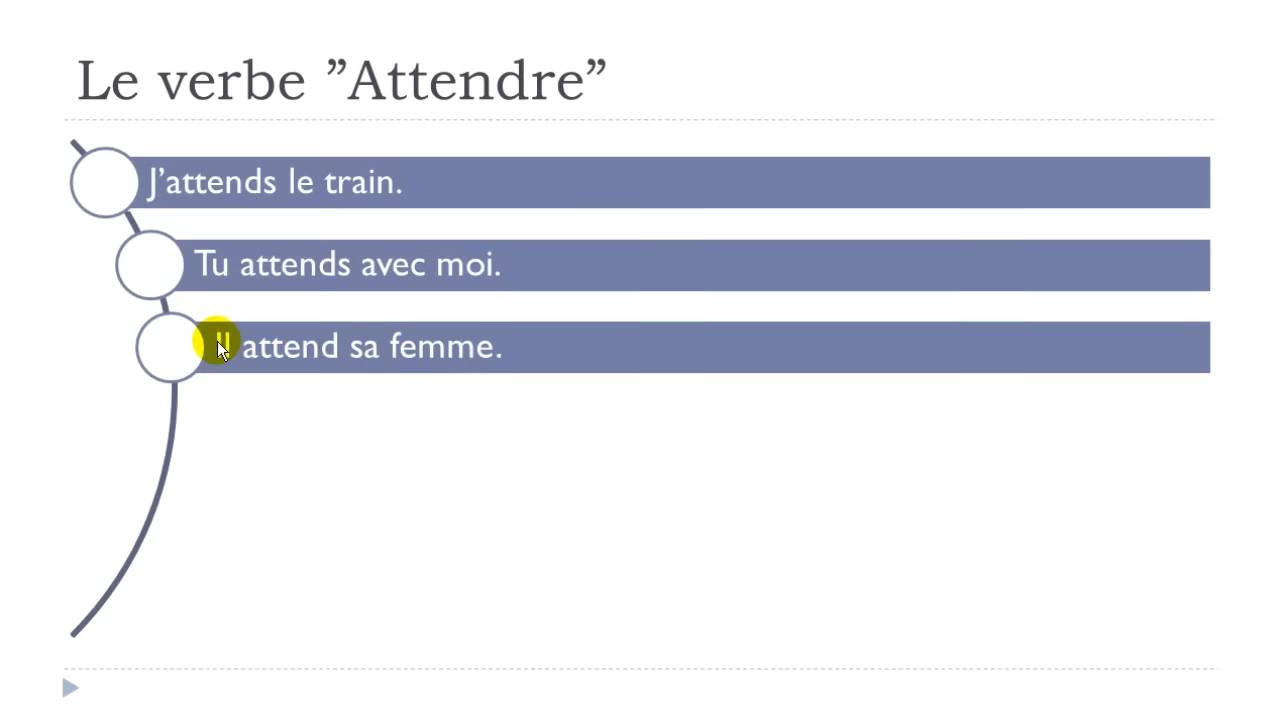 Le verbe ”Attendre”
J’attends le train.
Tu attends avec moi.
Il attend sa femme.